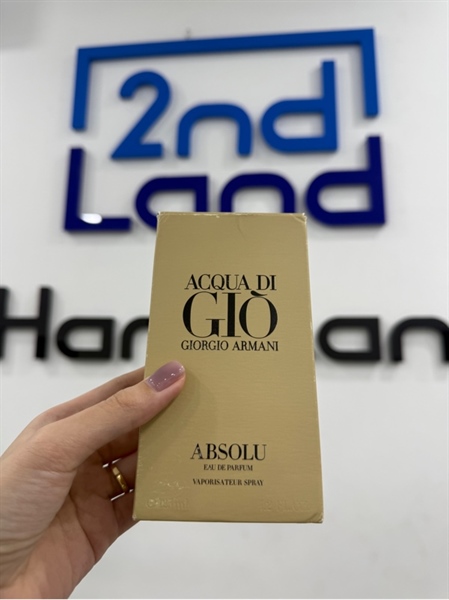 2nd
Land
ACQUA DI
GIÒ
GIORGIO ARMANI
ABSOLU
EAU DE PARFUM
VAPORISATEUR SPRAY